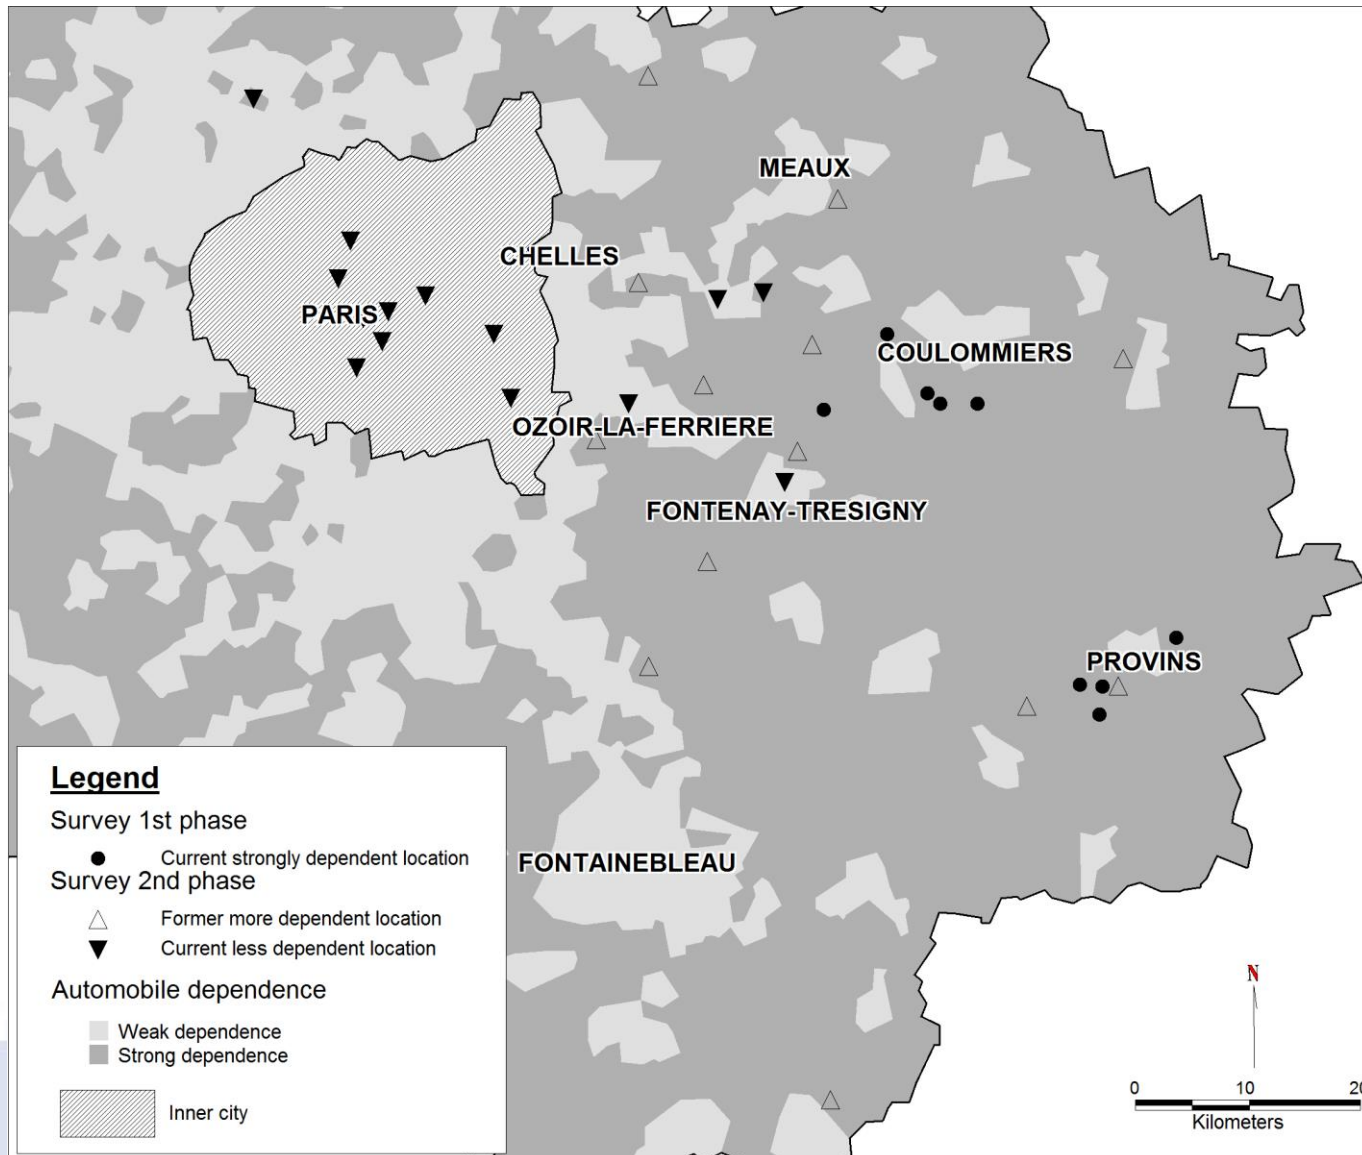 MEAUX
CHELLES
PARIS
COULOMMIERS
OZOIR-LA-FERRIERE
FONTENAY-TRESIGNY
PROVINS
FONTAINEBLEAU
Legend
Survey 1st phase
Current strongly dependent location
Survey 2nd phase
Former more dependent location
Current less dependent location
Automobile dependence
Weak dependence
Strong dependence
Inner city
N
0 10 20
Kilometers